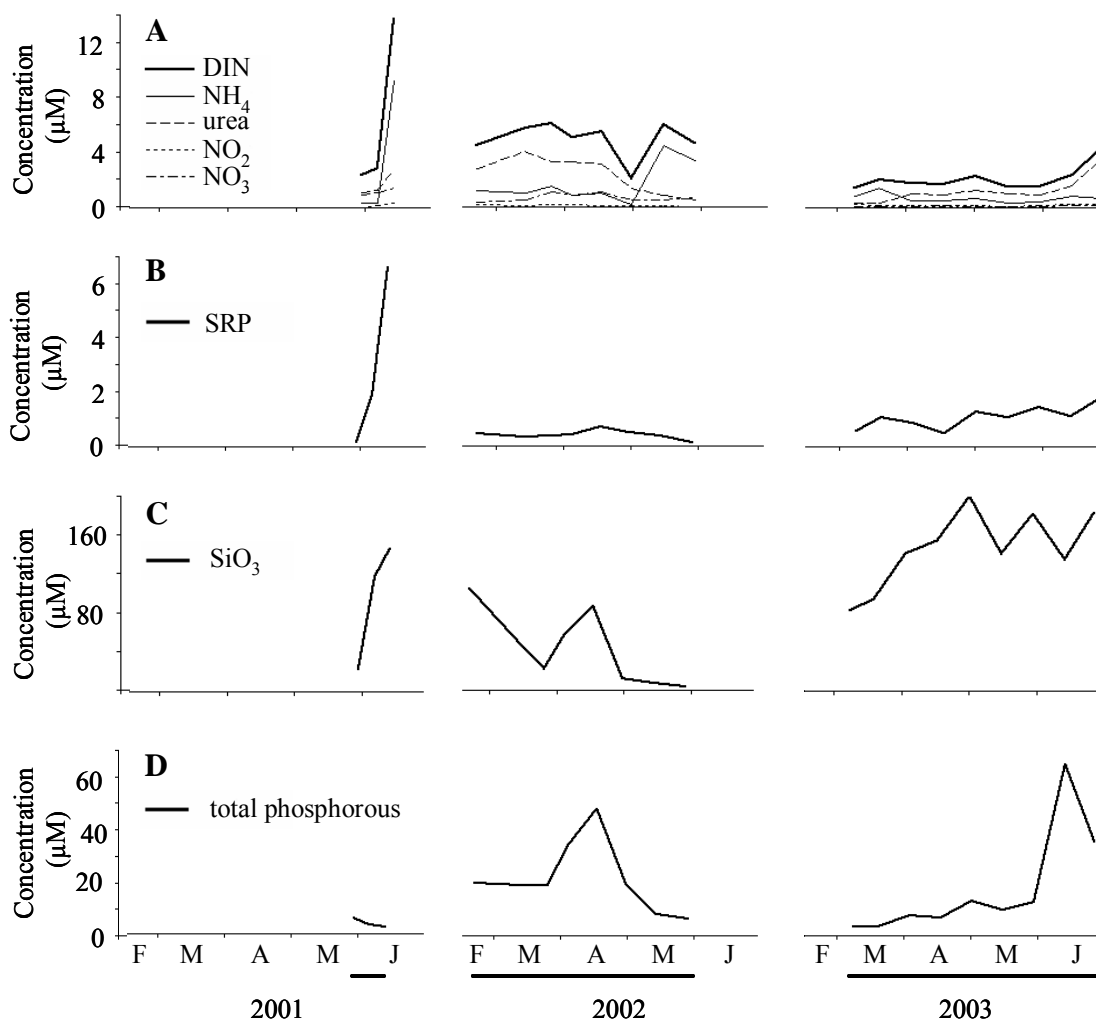 A
DIN
NH4
urea
NO2
NO3
Concentration
(µM)
12
8
4
0
B
SRP
Concentration
(µM)
6
4
2
0
C
SiO3
Concentration
(µM)
160
80
D
total phosphorous
Concentration
(µM)
60
40
20
0
F M A M J F M A M J F M A M J
2001 2002 2003